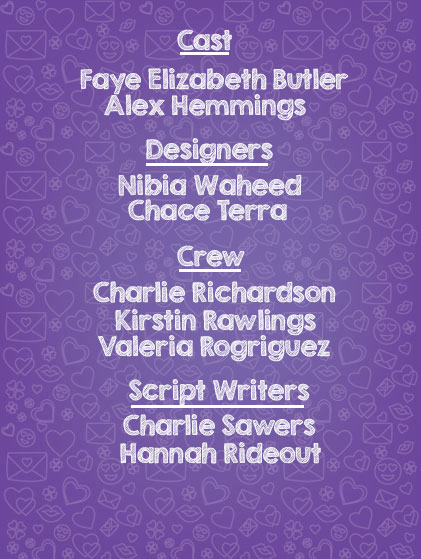 Cast
Faye Elizabeth Butler
Alex Hemmings
Designers
Nibia Waheed
Chace Terra
Crew
Charlie Richardson
Kirstin Rawlings
Valeria Rogriguez
Script Writers
Charlie Sawers
Hannah Rideout